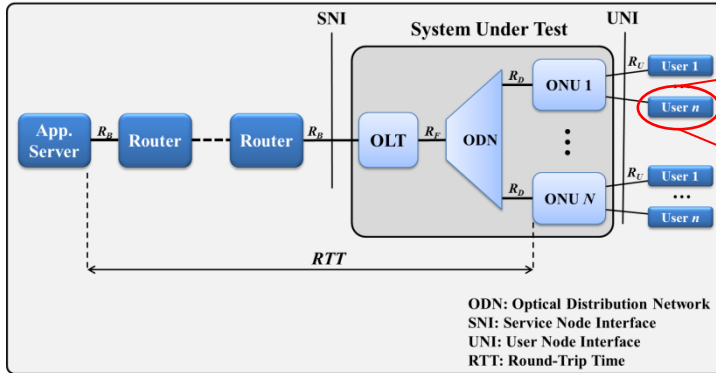 SNI
UNI
System Under Test
App.
Server
R_B
Router
Router
R_B
OLT
R_F
ODN
R_D
ONU 1
R_U
User 1
...
User n
R_D
ONU N
R_U
User 1
...
User n
RTT
ODN: Optical Distribution Network
SNI: Service Node Interface
UNI: User Node Interface
RTT: Round-Trip Time